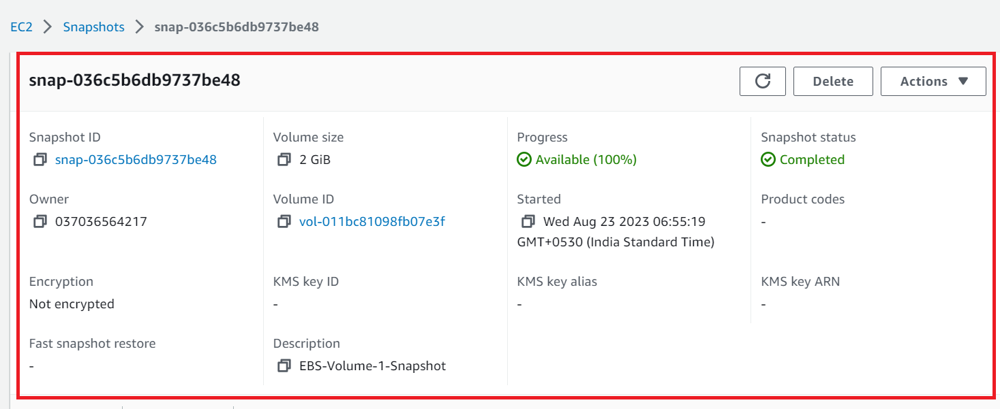 EC2 > Snapshots > snap-036c5b6db9737be48
snap-036c5b6db9737be48
Delete
Actions
Snapshot ID
snap-036c5b6db9737be48
Volume size
2 GiB
Progress
Available (100%)
Snapshot status
Completed
Owner
037036564217
Volume ID
vol-011bc81098fb07e3f
Started
Wed Aug 23 2023 06:55:19
GMT+0530 (India Standard Time)
Product codes
-
Encryption
Not encrypted
KMS key ID
-
KMS key alias
-
KMS key ARN
-
Fast snapshot restore
-
Description
EBS-Volume-1-Snapshot